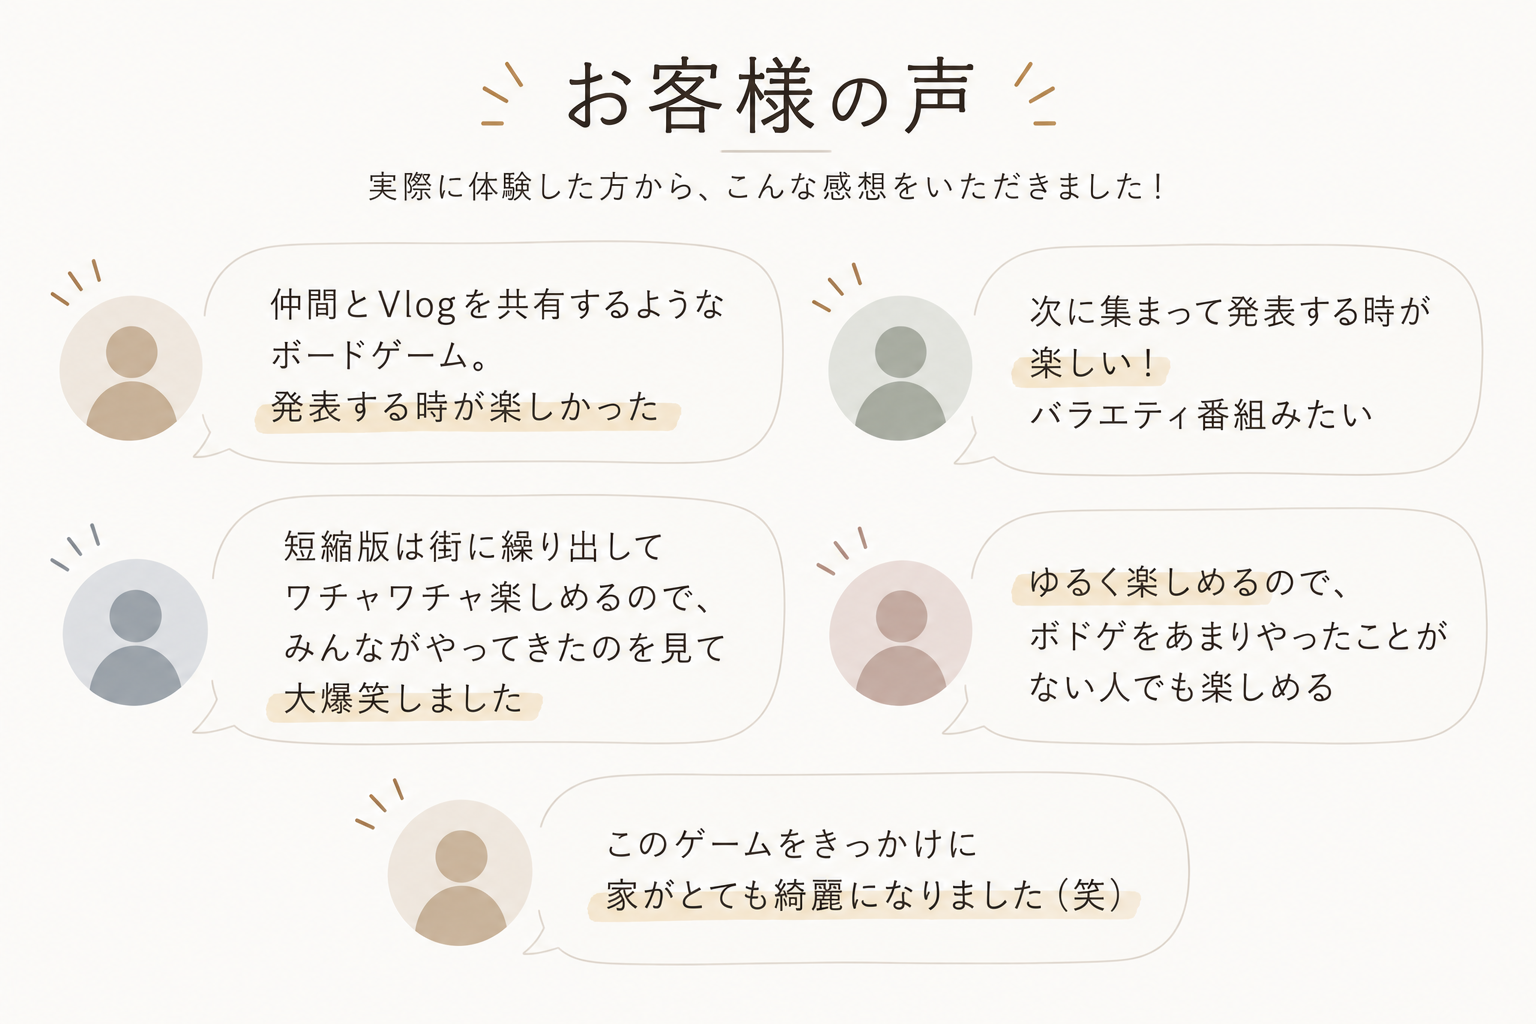 お客様の声
実際に体験した方から、こんな感想をいただきました！
仲間とVlogを共有するような
ボードゲーム。
発表する時が楽しかった
次に集まって発表する時が
楽しい！
バラエティ番組みたい
短縮版は街に繰り出して
ワチャワチャ楽しめるので、
みんながやってきたのを見て
大爆笑しました
ゆるく楽しめるので、
ボドゲをあまりやったことが
ない人でも楽しめる
このゲームをきっかけに
家がとても綺麗になりました（笑）